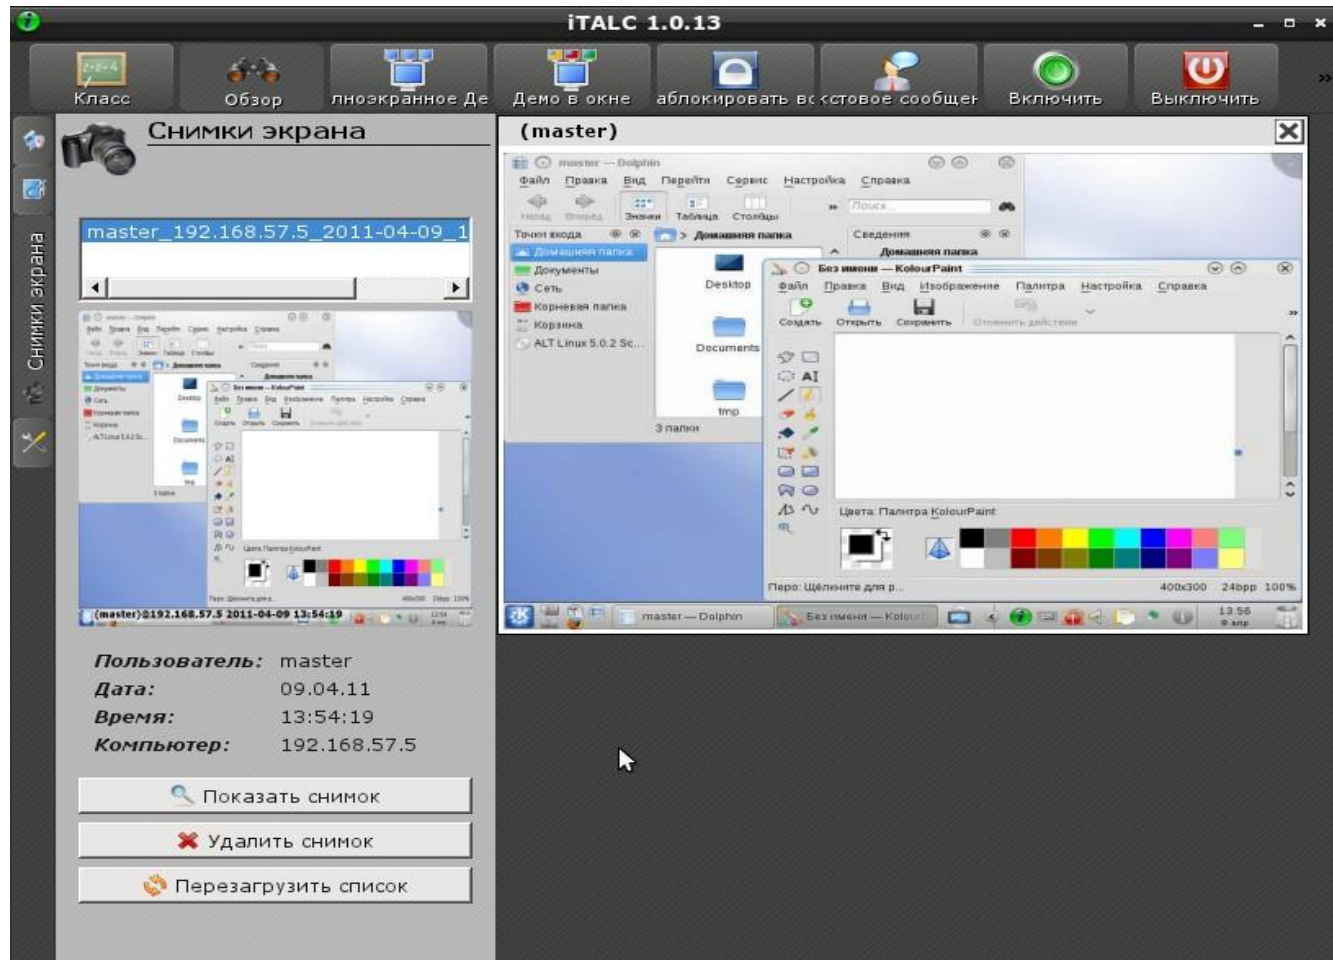 iTALC 1.0.13
Класс
Обзор
лноэкранное Де
Демо в окне
аблокировать вс
кстовое сообщен
Включить
Выключить
Снимки экрана
Снимки экрана
master_192.168.57.5_2011-04-09_1
(master)@192.168.57.5 2011-04-09 13:54:19
Пользователь: master
Дата: 09.04.11
Время: 13:54:19
Компьютер: 192.168.57.5
Показать снимок
Удалить снимок
Перезагрузить список
(master)
master — Dolphin
Файл Правка Вид Перейти Сервис Настройка Справка
Назад Вперёд Значки Таблица Столбцы » Поиск...
Точки входа > Домашняя папка Сведения
Домашняя папка
Домашняя папка
Документы
Сеть
Корневая папка
Корзина
ALT Linux 5.0.2 Sc...
Desktop
Documents
tmp
3 папки
Без имени — KolourPaint
Файл Правка Вид Изображение Палитра Настройка Справка
Создать Открыть Сохранить Отменить действие »
Цвета: Палитра KolourPaint
Перо: Щёлкните для р... 400x300 24bpp 100%
master — Dolphin
Без имени — Kolour
13:56
9 апр